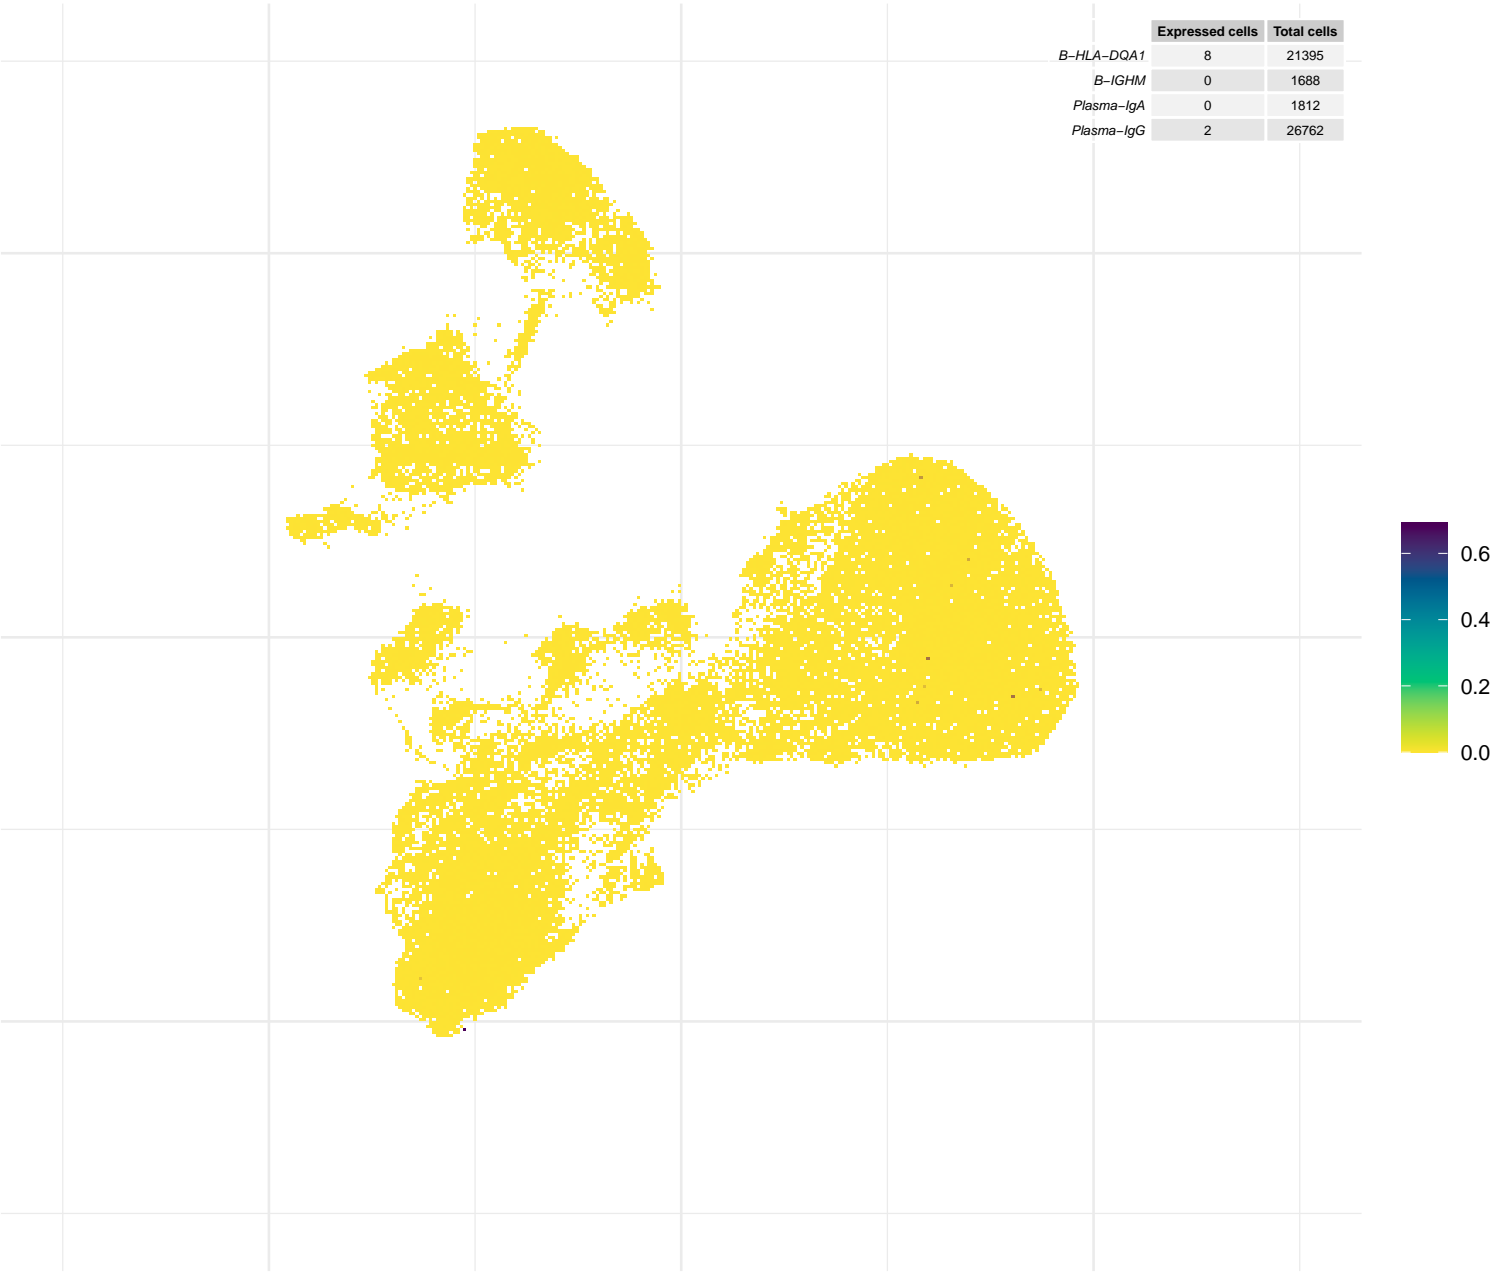 Expressed cells Total cells
B−HLA−DQA1 8 21395
B−IGHM 0 1688
Plasma−IgA 0 1812
Plasma−IgG 2 26762
0.6
0.4
0.2
0.0